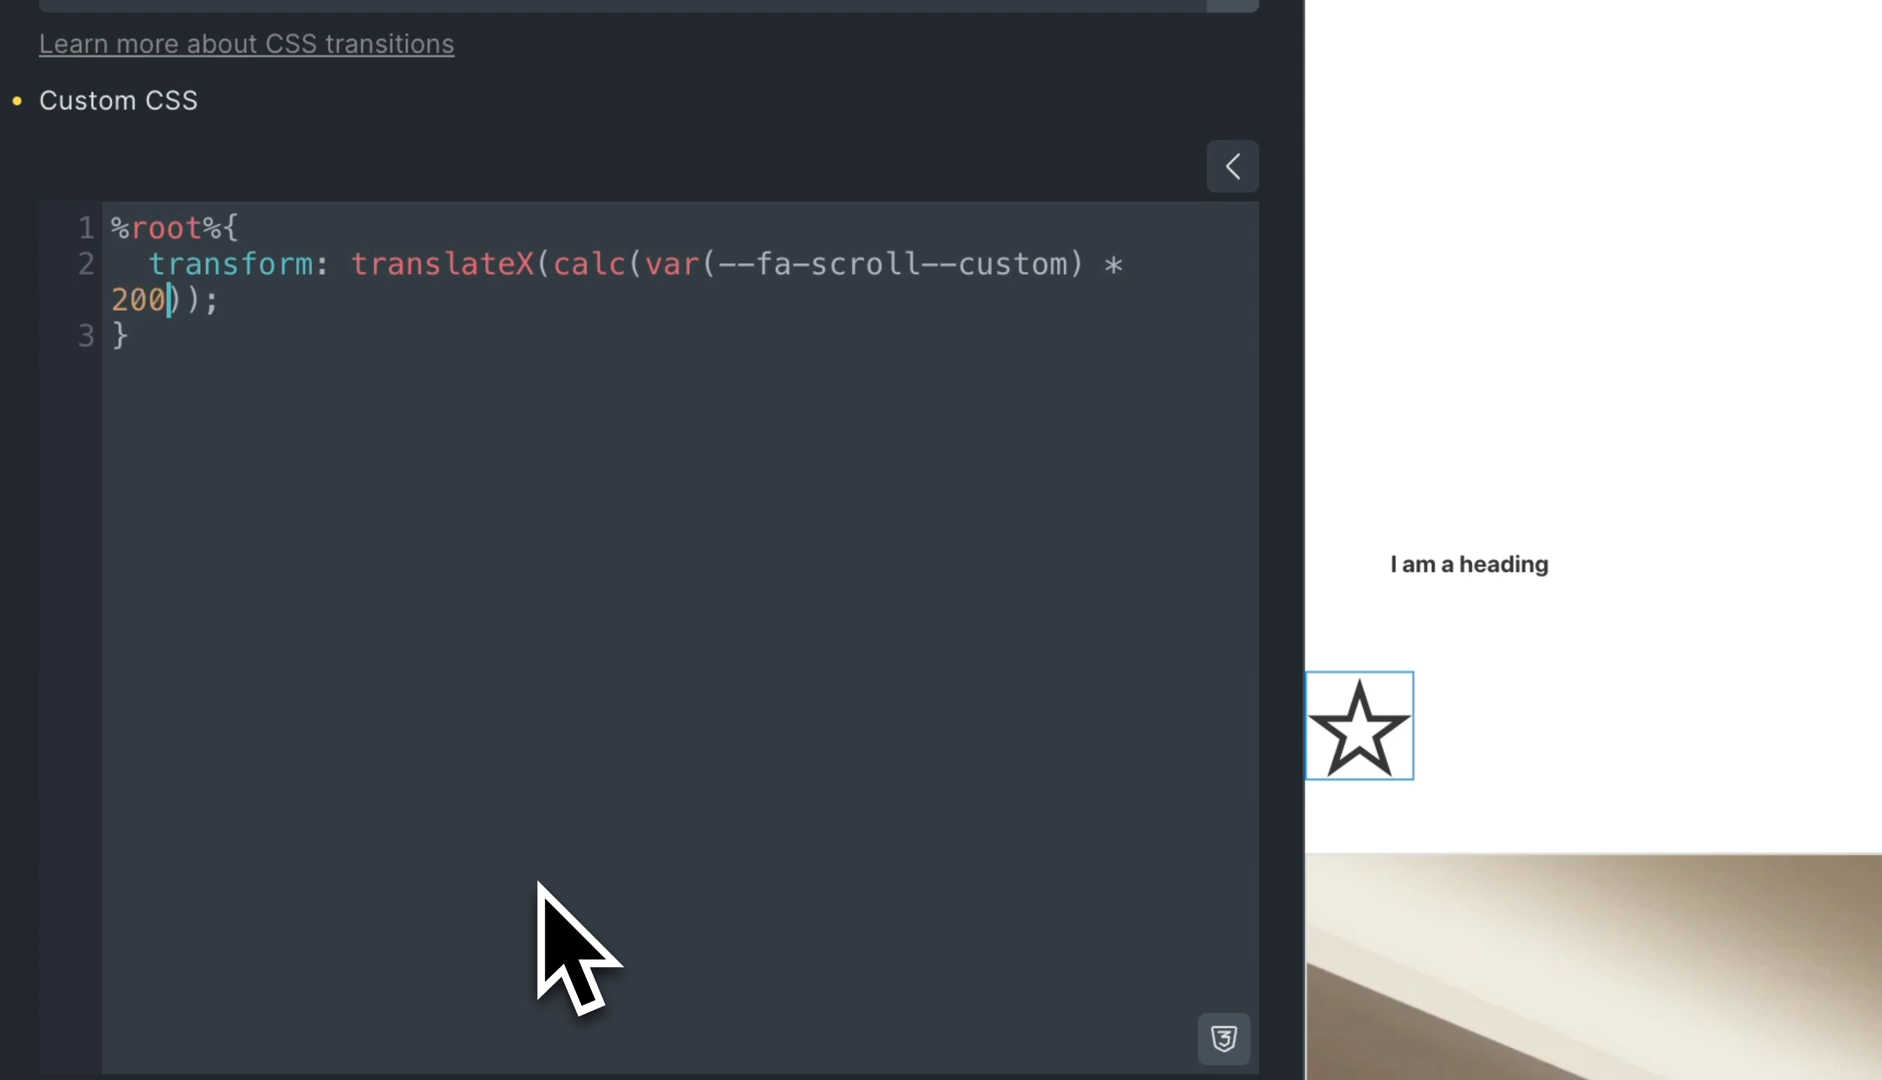 Learn more about CSS transitions
Custom CSS
1 %root%{
2   transform: translateX(calc(var(--fa-scroll--custom) *
200));
3 }
I am a heading